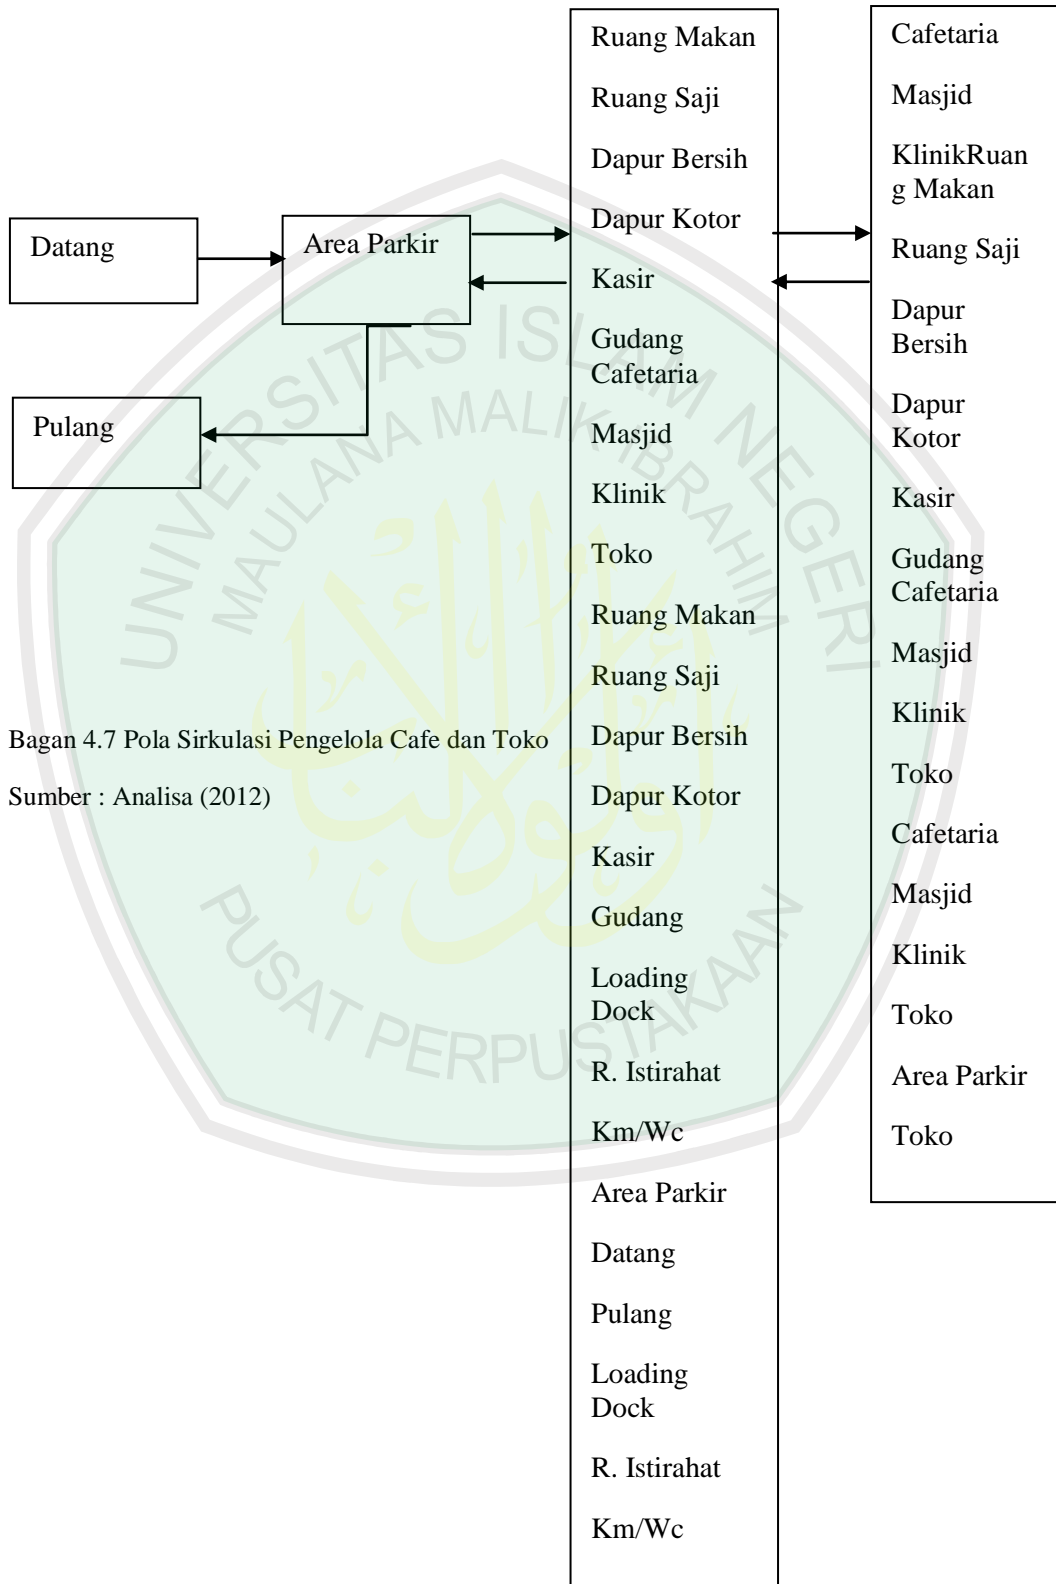 Datang
Area Parkir
Pulang
Bagan 4.7 Pola Sirkulasi Pengelola Cafe dan Toko
Sumber : Analisa (2012)
Ruang Makan
Ruang Saji
Dapur Bersih
Dapur Kotor
Kasir
Gudang
Cafetaria
Masjid
Klinik
Toko
Ruang Makan
Ruang Saji
Dapur Bersih
Dapur Kotor
Kasir
Gudang
Loading
Dock
R. Istirahat
Km/Wc
Area Parkir
Datang
Pulang
Loading
Dock
R. Istirahat
Km/Wc
Cafetaria
Masjid
KlinikRuan
g Makan
Ruang Saji
Dapur
Bersih
Dapur
Kotor
Kasir
Gudang
Cafetaria
Masjid
Klinik
Toko
Cafetaria
Masjid
Klinik
Toko
Area Parkir
Toko
UNIVERSITAS ISLAM NEGERI
MAULANA MALIK IBRAHIM
PUSAT PERPUSTAKAAN